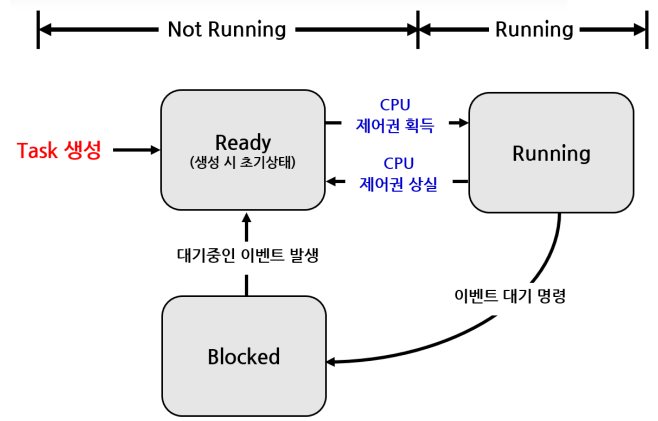 Not Running
Running
Task 생성
Ready
(생성 시 초기상태)
CPU
제어권 획득
CPU
제어권 상실
Running
대기중인 이벤트 발생
이벤트 대기 명령
Blocked